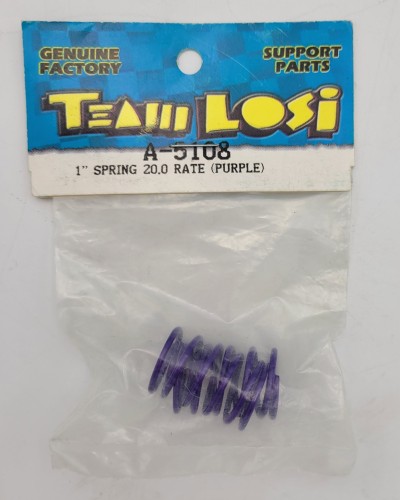 GENUINE FACTORY
SUPPORT PARTS
TEAM LOSI
A-5108
1" SPRING 20.0 RATE (PURPLE)